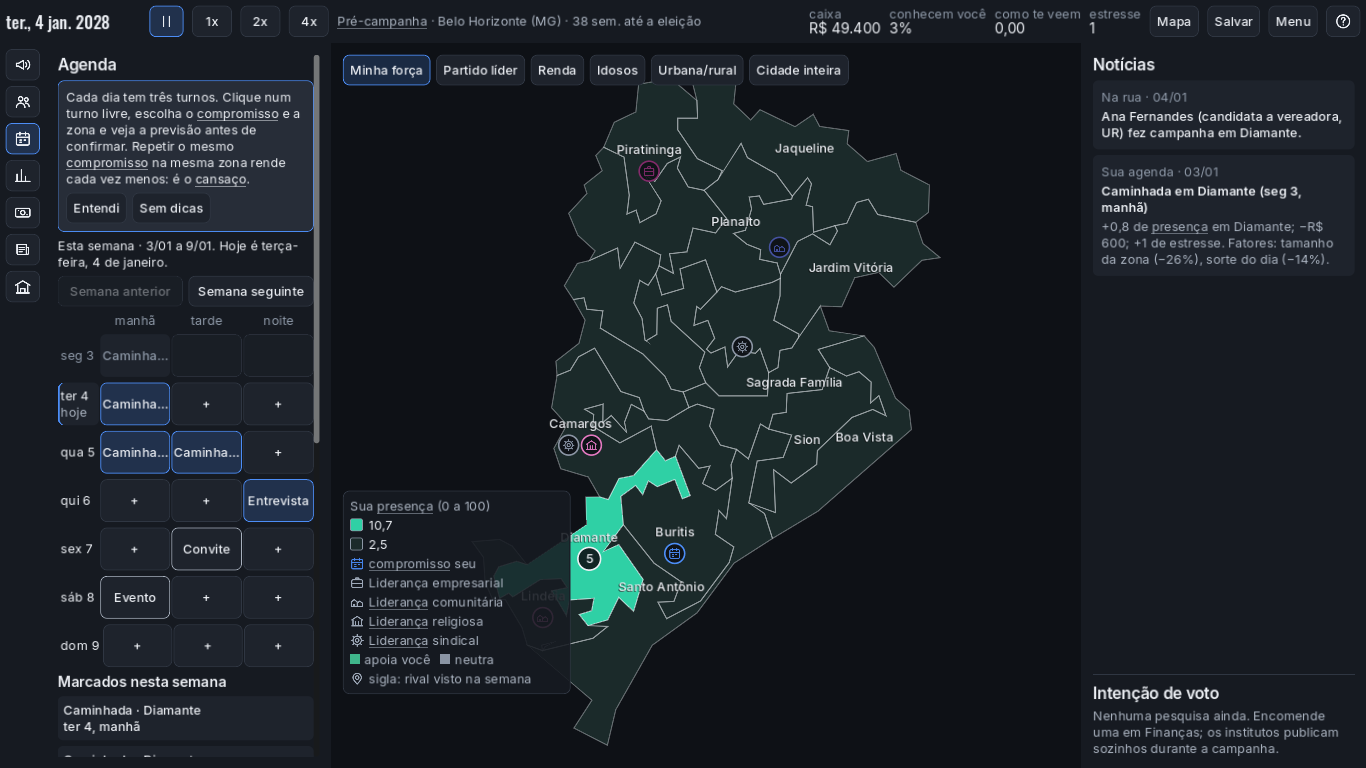 ter., 4 jan. 2028
1x
2x
4x
Pré-campanha · Belo Horizonte (MG) · 38 sem. até a eleição
caixa
R$ 49.400
conhecem você
3%
como te veem
0,00
estresse
1
Mapa
Salvar
Menu
Agenda
Cada dia tem três turnos. Clique num
turno livre, escolha o compromisso e a
zona e veja a previsão antes de
confirmar. Repetir o mesmo
compromisso na mesma zona rende
cada vez menos: é o cansaço.
Entendi
Sem dicas
Esta semana · 3/01 a 9/01. Hoje é terça-
feira, 4 de janeiro.
Semana anterior
Semana seguinte
manhã
tarde
noite
seg 3
Caminha...
ter 4
hoje
Caminha...
+
+
qua 5
Caminha...
Caminha...
+
qui 6
+
+
Entrevista
sex 7
+
Convite
+
sáb 8
Evento
+
+
dom 9
+
+
+
Marcados nesta semana
Caminhada · Diamante
ter 4, manhã
Minha força
Partido líder
Renda
Idosos
Urbana/rural
Cidade inteira
Piratininga
Jaqueline
Planalto
Jardim Vitória
Sagrada Família
Camargos
Sion
Boa Vista
Buritis
Diamante
5
Santo Antônio
Sua presença (0 a 100)
10,7
2,5
compromisso seu
Liderança empresarial
Liderança comunitária
Liderança religiosa
Liderança sindical
apoia você
neutra
sigla: rival visto na semana
Notícias
Na rua · 04/01
Ana Fernandes (candidata a vereadora,
UR) fez campanha em Diamante.
Sua agenda · 03/01
Caminhada em Diamante (seg 3,
manhã)
+0,8 de presença em Diamante; −R$
600; +1 de estresse. Fatores: tamanho
da zona (−26%), sorte do dia (−14%).
Intenção de voto
Nenhuma pesquisa ainda. Encomende
uma em Finanças; os institutos publicam
sozinhos durante a campanha.